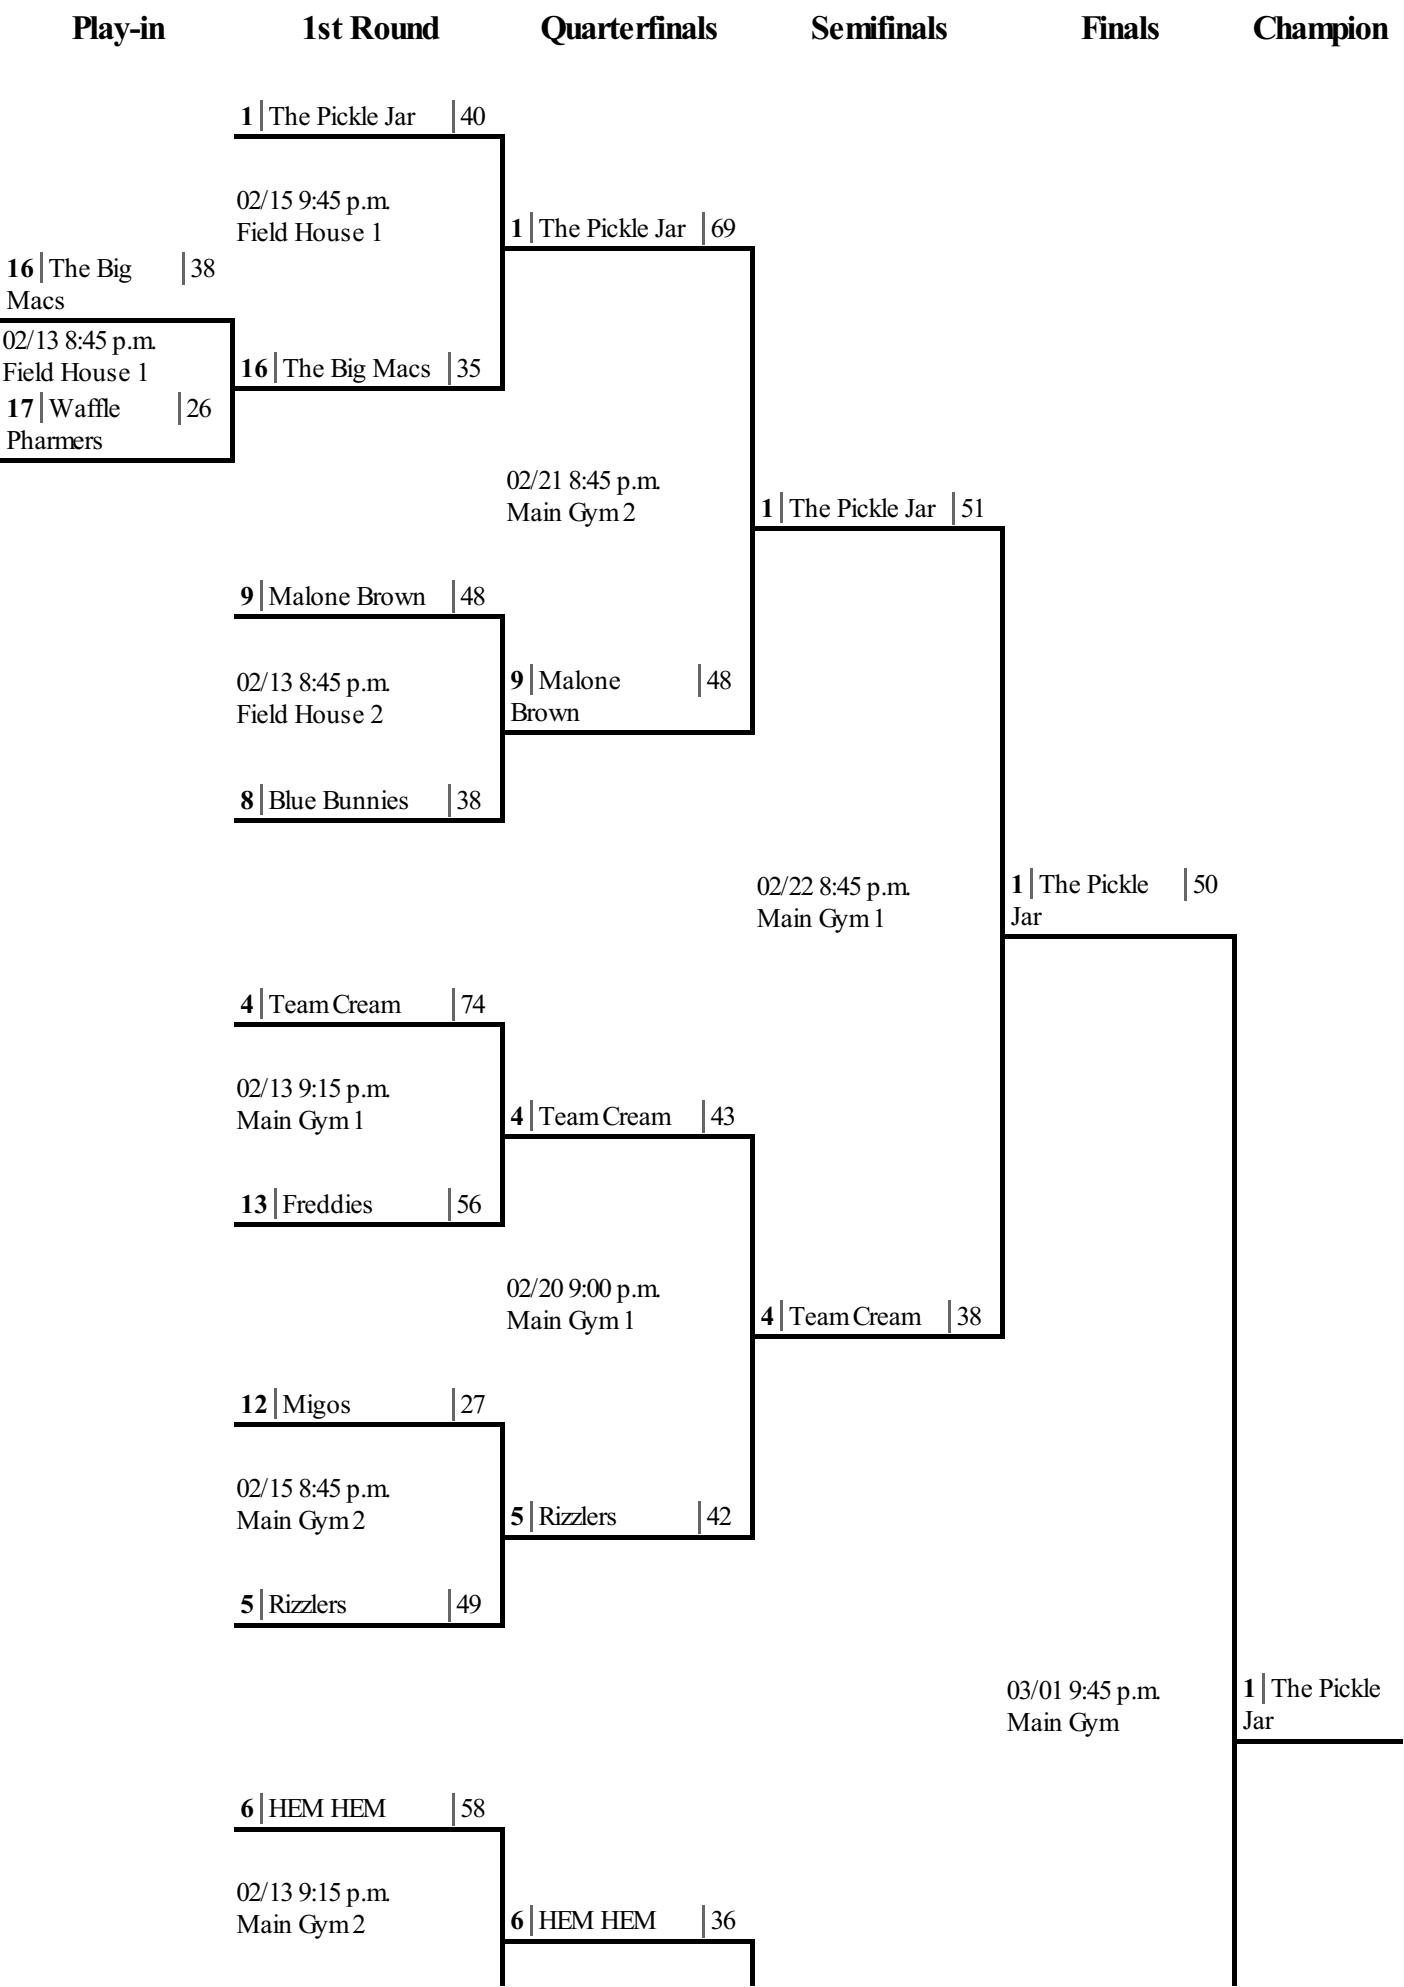 Play-in 1st Round Quarterfinals Semifinals Finals Champion
1 The Pickle Jar 40
02/15 9:45 p.m.
Field House 1
1 The Pickle Jar 69
16 The Big 38
Macs
02/13 8:45 p.m.
Field House 1
16 The Big Macs 35
17 Waffle 26
Pharmers
02/21 8:45 p.m.
Main Gym 2
1 The Pickle Jar 51
9 Malone Brown 48
02/13 8:45 p.m.
Field House 2
9 Malone 48
Brown
8 Blue Bunnies 38
02/22 8:45 p.m.
Main Gym 1
1 The Pickle 50
Jar
4 Team Cream 74
02/13 9:15 p.m.
Main Gym 1
4 Team Cream 43
13 Freddies 56
02/20 9:00 p.m.
Main Gym 1
4 Team Cream 38
12 Migos 27
02/15 8:45 p.m.
Main Gym 2
5 Rizzlers 42
5 Rizzlers 49
03/01 9:45 p.m.
Main Gym
1 The Pickle
Jar
6 HEM HEM 58
02/13 9:15 p.m.
Main Gym 2
6 HEM HEM 36